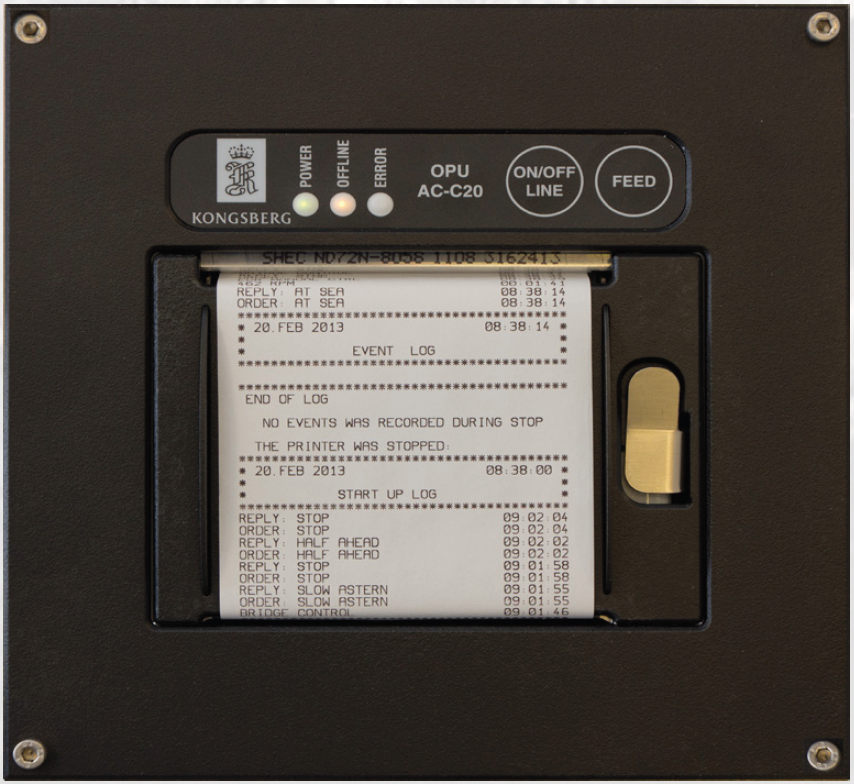 KONGSBERG
POWER
OFFLINE
ERROR
OPU
AC-C20
ON/OFF
LINE
FEED
SHEC ND72N-8058 1108 3162413
462 RPM 08:01:41
REPLY: AT SEA 08:38:14
ORDER: AT SEA 08:38:14
*****************************************
* 20.FEB 2013 08:38:14 *
* *
* EVENT LOG *
*****************************************
*****************************************
END OF LOG
NO EVENTS WAS RECORDED DURING STOP
THE PRINTER WAS STOPPED:
*****************************************
* 20.FEB 2013 08:38:00 *
* *
* START UP LOG *
*****************************************
REPLY: STOP 09:02:04
ORDER: STOP 09:02:04
REPLY: HALF AHEAD 09:02:02
ORDER: HALF AHEAD 09:02:02
REPLY: STOP 09:01:58
ORDER: STOP 09:01:58
REPLY: SLOW ASTERN 09:01:55
ORDER: SLOW ASTERN 09:01:55
BRIDGE CONTROL 09:01:46